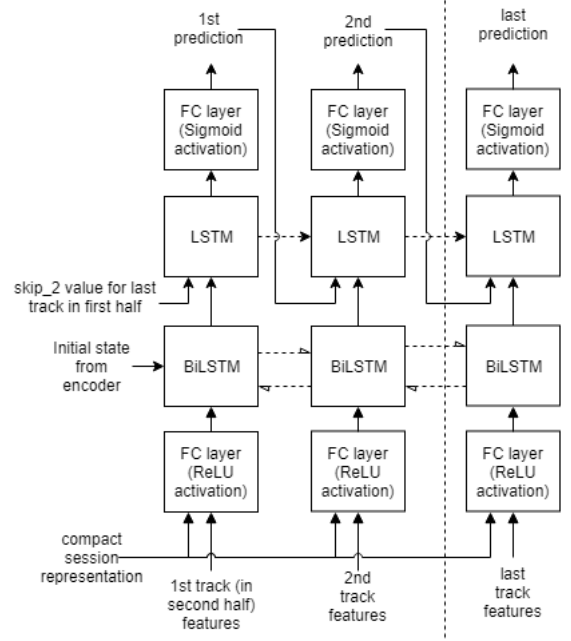 1st
prediction
2nd
prediction
last
prediction
FC layer
(Sigmoid
activation)
FC layer
(Sigmoid
activation)
FC layer
(Sigmoid
activation)
LSTM
LSTM
LSTM
skip_2 value for last
track in first half
Initial state
from
encoder
BiLSTM
BiLSTM
BiLSTM
FC layer
(ReLU
activation)
FC layer
(ReLU
activation)
FC layer
(ReLU
activation)
compact
session
representation
1st track (in
second half)
features
2nd
track
features
last
track
features